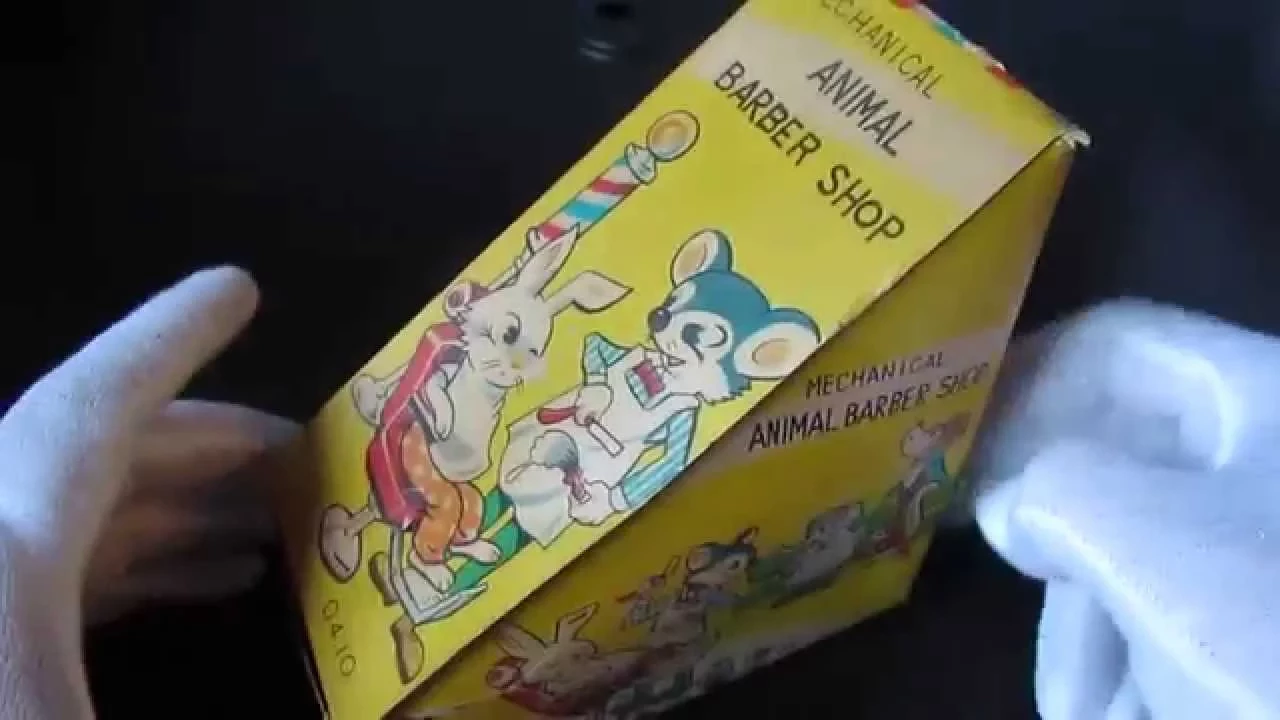 MECHANICAL
ANIMAL
BARBER SHOP
MECHANICAL
ANIMAL BARBER SHOP
0410